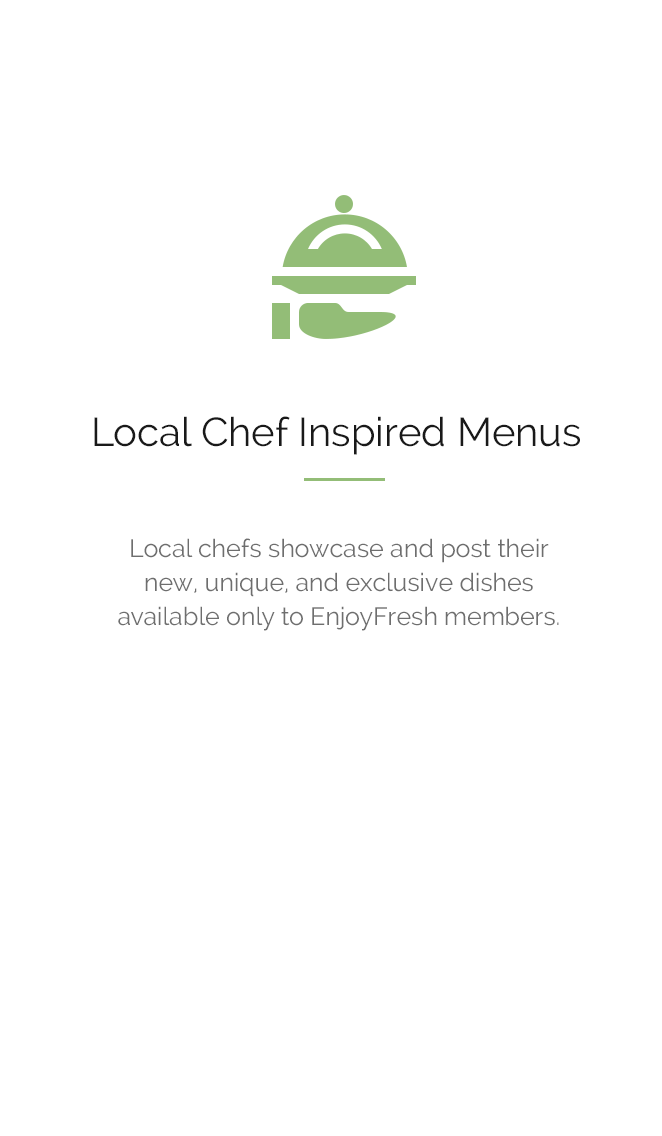 Local Chef Inspired Menus
Local chefs showcase and post their
new, unique, and exclusive dishes
available only to EnjoyFresh members.